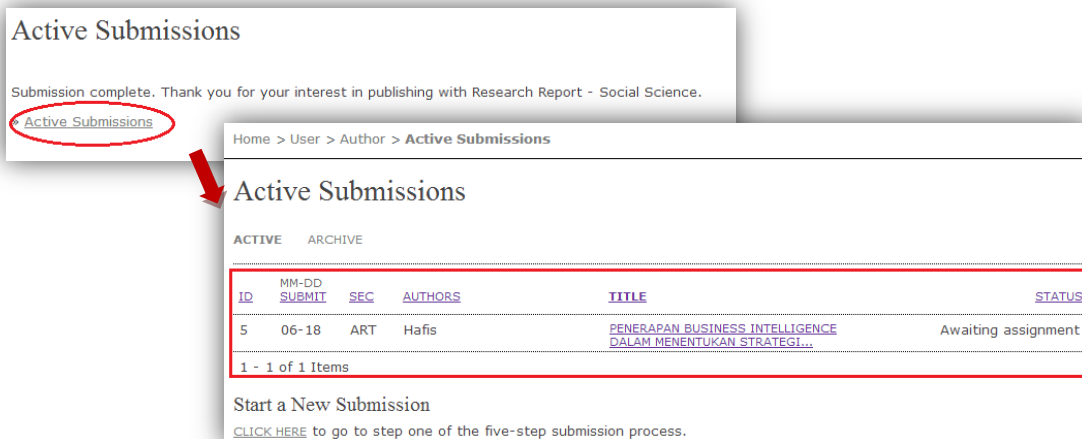 Active Submissions
Submission complete. Thank you for your interest in publishing with Research Report - Social Science.
» Active Submissions
Home > User > Author > Active Submissions
Active Submissions
ACTIVE ARCHIVE
MM-DD
ID SUBMIT SEC AUTHORS TITLE STATUS
5 06-18 ART Hafis PENERAPAN BUSINESS INTELLIGENCE Awaiting assignment
DALAM MENENTUKAN STRATEGI...
1 - 1 of 1 Items
Start a New Submission
CLICK HERE to go to step one of the five-step submission process.